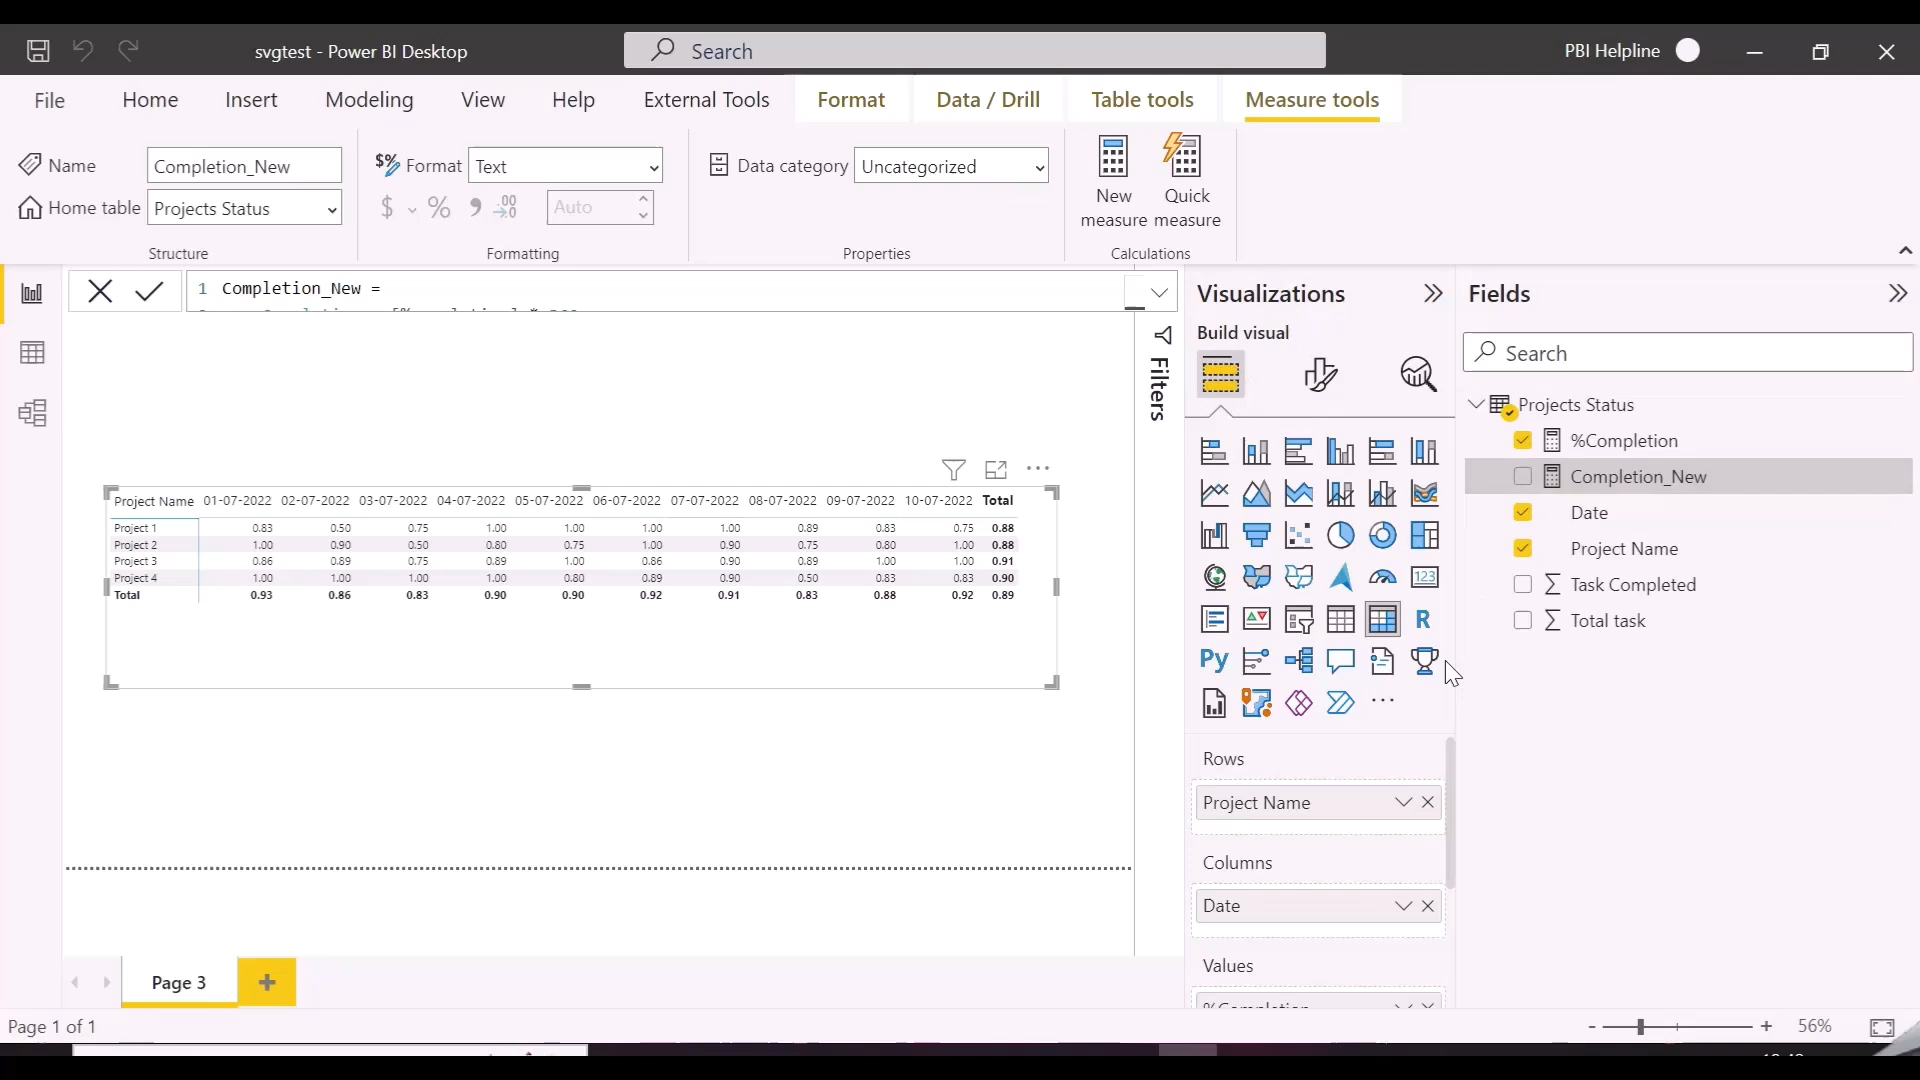 svgtest - Power BI Desktop
Search
PBI Helpline
File
Home
Insert
Modeling
View
Help
External Tools
Format
Data / Drill
Table tools
Measure tools
Name
Completion_New
Home table
Projects Status
Structure
$% Format
Text
$ % 9 .00
Auto
Formatting
Data category
Uncategorized
Properties
New measure
Quick measure
Calculations
1 Completion_New =
Filters
Project Name 01-07-2022 02-07-2022 03-07-2022 04-07-2022 05-07-2022 06-07-2022 07-07-2022 08-07-2022 09-07-2022 10-07-2022 Total
Project 1 0.83 0.50 0.75 1.00 1.00 1.00 1.00 0.89 0.83 0.75 0.88
Project 2 1.00 0.90 0.50 0.80 0.75 1.00 0.90 0.75 0.80 1.00 0.88
Project 3 0.86 0.89 0.75 0.89 1.00 0.86 0.90 0.89 1.00 1.00 0.91
Project 4 1.00 1.00 1.00 1.00 0.80 0.89 0.90 0.50 0.83 0.83 0.90
Total 0.93 0.86 0.83 0.90 0.90 0.92 0.91 0.83 0.88 0.92 0.89
Visualizations
Build visual
123
R
Py
Rows
Project Name
Columns
Date
Values
%Completion
Fields
Search
Projects Status
%Completion
Completion_New
Date
Project Name
Task Completed
Total task
Page 3
Page 1 of 1
- + 56%